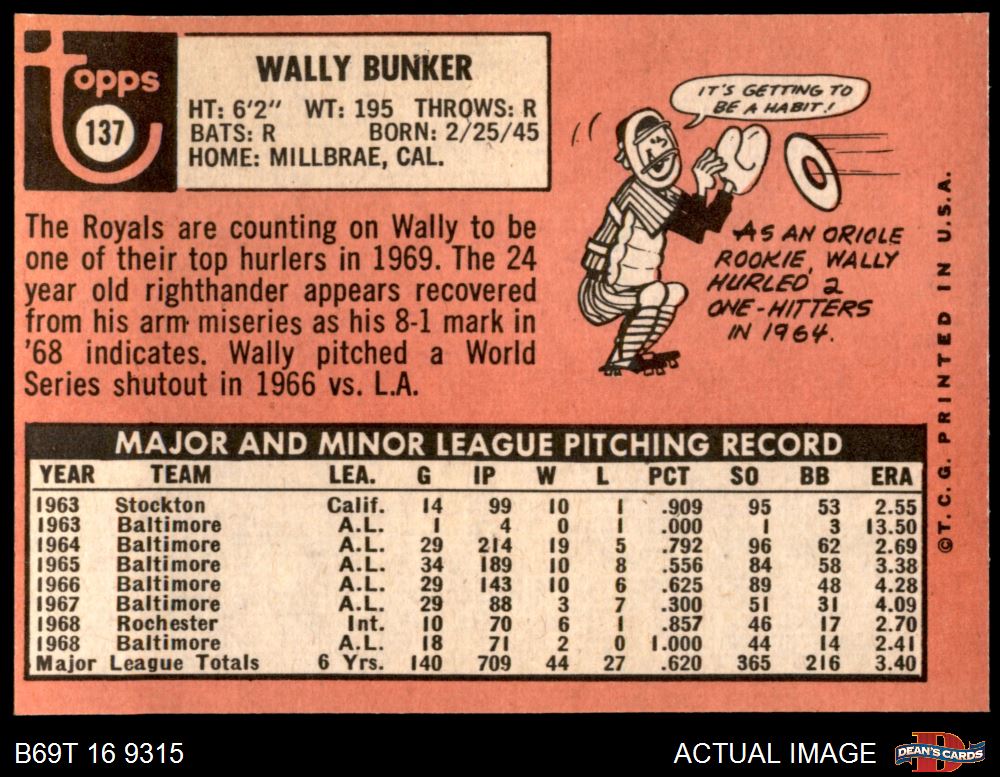 topps
137
WALLY BUNKER
HT: 6'2" WT: 195 THROWS: R
BATS: R BORN: 2/25/45
HOME: MILLBRAE, CAL.
The Royals are counting on Wally to be
one of their top hurlers in 1969. The 24
year old righthander appears recovered
from his arm miseries as his 8-1 mark in
'68 indicates. Wally pitched a World
Series shutout in 1966 vs. L.A.
IT'S GETTING TO
BE A HABIT!
AS AN ORIOLE
ROOKIE, WALLY
HURLED 2
ONE-HITTERS
IN 1964.
MAJOR AND MINOR LEAGUE PITCHING RECORD
YEAR TEAM LEA. G IP W L PCT SO BB ERA
1963 Stockton Calif. 14 99 10 1 .909 95 53 2.55
1963 Baltimore A.L. 1 4 0 1 .000 1 3 13.50
1964 Baltimore A.L. 29 214 19 5 .792 96 62 2.69
1965 Baltimore A.L. 34 189 10 8 .556 84 58 3.38
1966 Baltimore A.L. 29 143 10 6 .625 89 48 4.28
1967 Baltimore A.L. 29 88 3 7 .300 51 31 4.09
1968 Rochester Int. 10 70 6 1 .857 46 17 2.70
1968 Baltimore A.L. 18 71 2 0 1.000 44 14 2.41
Major League Totals 6 Yrs. 140 709 44 27 .620 365 216 3.40
©T.C.G. PRINTED IN U.S.A.
B69T 16 9315
ACTUAL IMAGE
DEAN'S CARDS